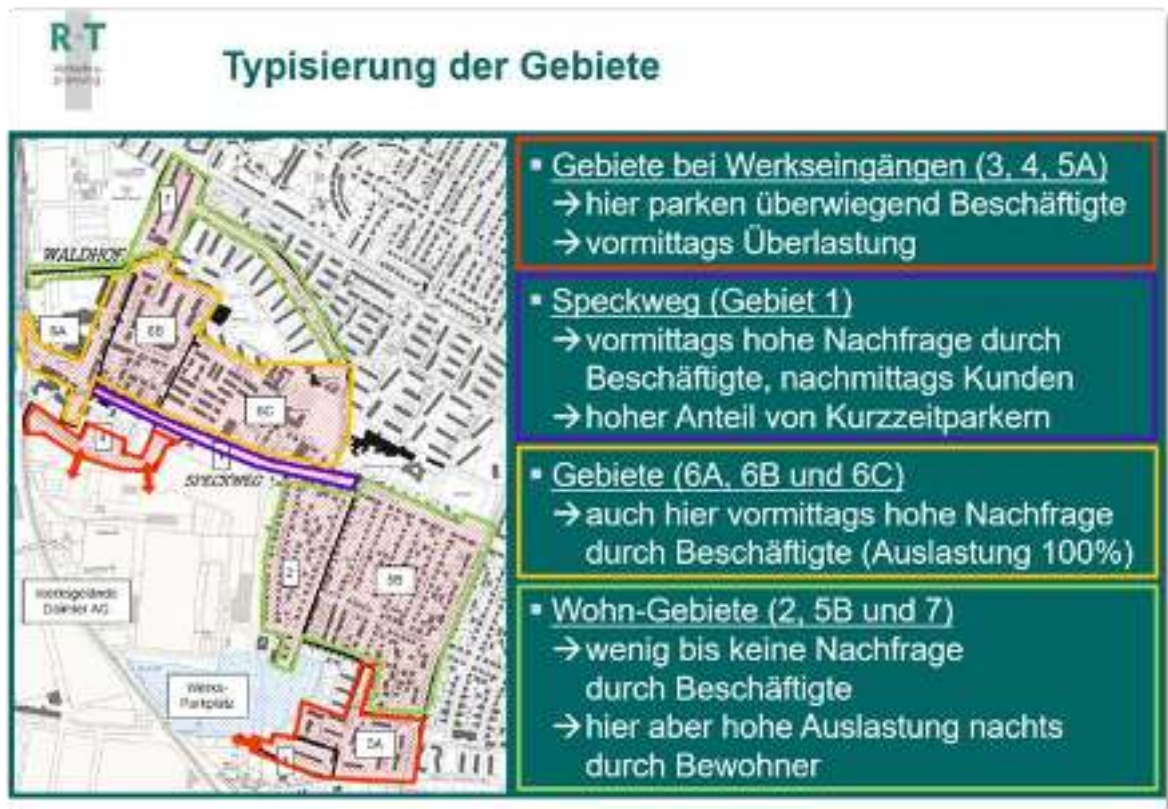 R+T
Typisierung der Gebiete
▪ Gebiete bei Werkseingängen (3, 4, 5A)
→ hier parken überwiegend Beschäftigte
→ vormittags Überlastung
▪ Speckweg (Gebiet 1)
→ vormittags hohe Nachfrage durch
Beschäftigte, nachmittags Kunden
→ hoher Anteil von Kurzzeitparkern
▪ Gebiete (6A, 6B und 6C)
→ auch hier vormittags hohe Nachfrage
durch Beschäftigte (Auslastung 100%)
▪ Wohn-Gebiete (2, 5B und 7)
→ wenig bis keine Nachfrage
durch Beschäftigte
→ hier aber hohe Auslastung nachts
durch Bewohner
WALDHOF
6A
6B
6C
SPECKWEG
5B
Werksgelände
Daimler AG
Werks-
Parkplatz
5A